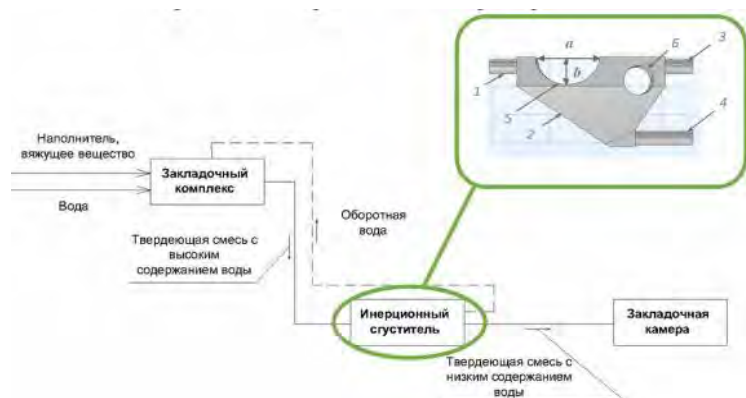 a
6
3
b
1
5
2
4
Наполнитель,
вяжущее вещество
Закладочный
комплекс
Вода
Оборотная
вода
Твердеющая смесь с
высоким
содержанием воды
Инерционный
сгуститель
Закладочная
камера
Твердеющая смесь с
низким содержанием
воды